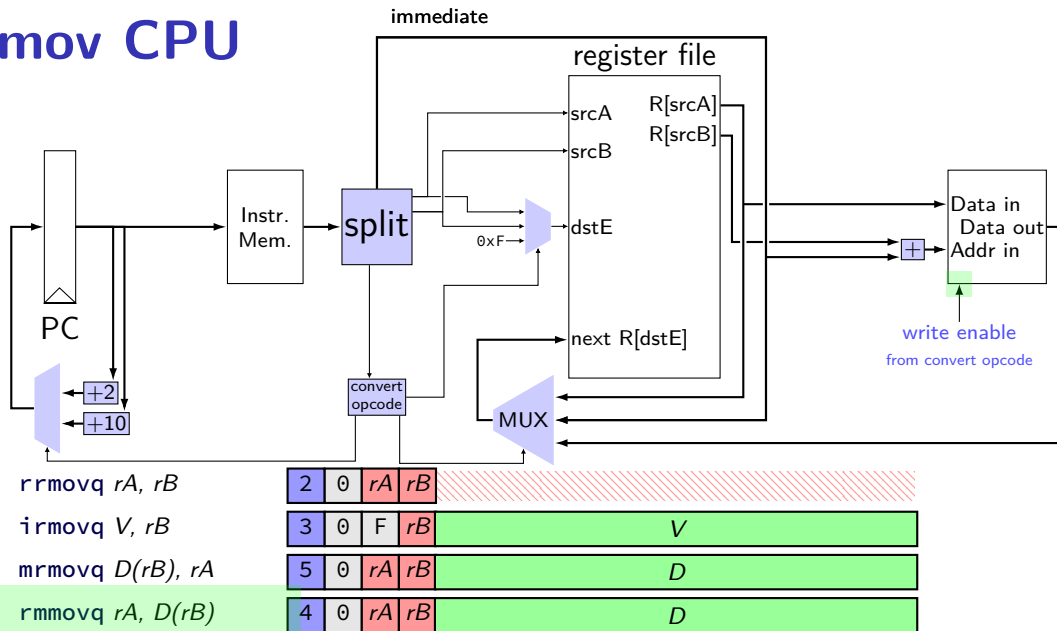 immediate
mov CPU
register file
srcA
R[srcA]
R[srcB]
srcB
Instr.
Mem.
split
0xF
dstE
Data in
Data out
Addr in
+
PC
next R[dstE]
write enable
from convert opcode
+2
+10
convert
opcode
MUX
rrmovq rA, rB 2 0 rA rB
irmovq V, rB 3 0 F rB V
mrmovq D(rB), rA 5 0 rA rB D
rmmovq rA, D(rB) 4 0 rA rB D